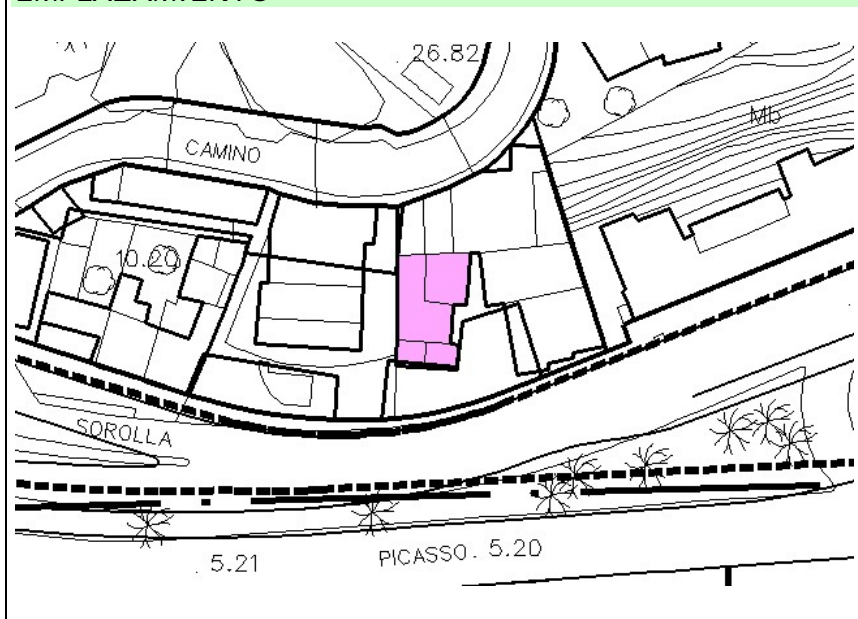 26.82
Mb
CAMINO
10.20
SOROLLA
PICASSO. 5.20
. 5.21